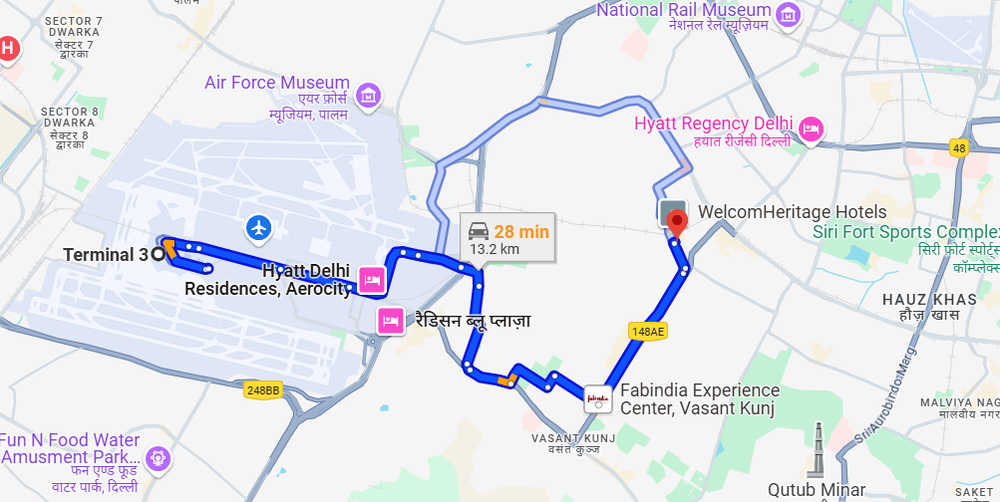 National Rail Museum
नेशनल रेल म्यूज़ियम
पालम
SECTOR 7
DWARKA
सेक्टर 7
द्वारका
H
Air Force Museum
एयर फ़ोर्स
म्यूजियम, पालम
SECTOR 8
DWARKA
सेक्टर 8
द्वारका
Hyatt Regency Delhi
हयात रीजेंसी दिल्ली
48
WelcomHeritage Hotels
Siri Fort Sports Complex
सिरी फ़ोर्ट स्पोर्ट्स
कॉम्प्लेक्स
28 min
13.2 km
Terminal 3
Hyatt Delhi
Residences, Aerocity
रैडिसन ब्लू प्लाज़ा
HAUZ KHAS
हौज़ खास
148AE
248BB
Fabindia Experience
Center, Vasant Kunj
fabindia
Sri Aurobindo Marg
MALVIYA NAG
मालवीय नगर
VASANT KUNJ
वसंत कुञ्ज
Fun N Food Water
Amusment Park...
फन एण्ड फूड
वाटर पार्क, दिल्ली
Qutub Minar
SAKET